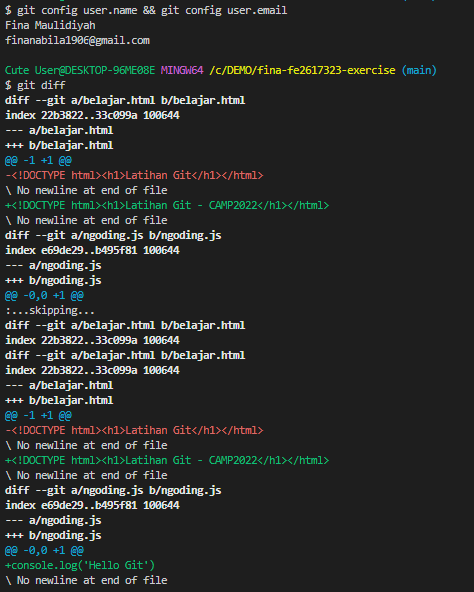 $ git config user.name && git config user.email
Fina Maulidiyah
finanabila1906@gmail.com
Cute User@DESKTOP-96ME08E MINGW64 /c/DEMO/fina-fe2617323-exercise (main)
$ git diff
diff --git a/belajar.html b/belajar.html
index 22b3822..33c099a 100644
--- a/belajar.html
+++ b/belajar.html
@@ -1 +1 @@
-<!DOCTYPE html><h1>Latihan Git</h1></html>
\ No newline at end of file
+<!DOCTYPE html><h1>Latihan Git - CAMP2022</h1></html>
\ No newline at end of file
diff --git a/ngoding.js b/ngoding.js
index e69de29..b495f81 100644
--- a/ngoding.js
+++ b/ngoding.js
@@ -0,0 +1 @@
:...skipping...
diff --git a/belajar.html b/belajar.html
index 22b3822..33c099a 100644
diff --git a/belajar.html b/belajar.html
index 22b3822..33c099a 100644
--- a/belajar.html
+++ b/belajar.html
@@ -1 +1 @@
-<!DOCTYPE html><h1>Latihan Git</h1></html>
\ No newline at end of file
+<!DOCTYPE html><h1>Latihan Git - CAMP2022</h1></html>
\ No newline at end of file
diff --git a/ngoding.js b/ngoding.js
index e69de29..b495f81 100644
--- a/ngoding.js
+++ b/ngoding.js
@@ -0,0 +1 @@
+console.log('Hello Git')
\ No newline at end of file